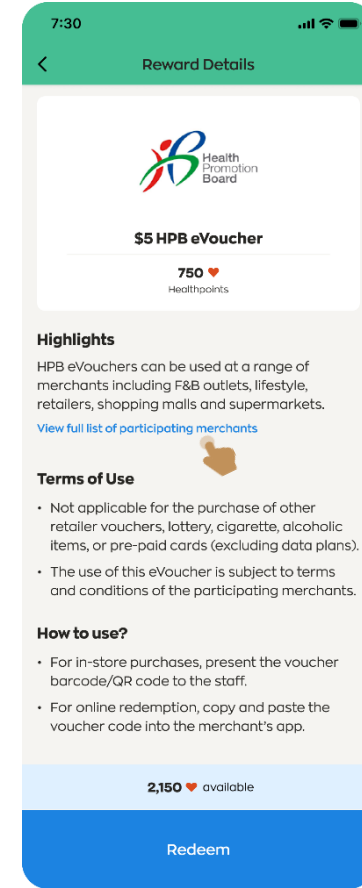 7:30
Reward Details
Health
Promotion
Board
$5 HPB eVoucher
750
Healthpoints
Highlights
HPB eVouchers can be used at a range of
merchants including F&B outlets, lifestyle,
retailers, shopping malls and supermarkets.
View full list of participating merchants
Terms of Use
• Not applicable for the purchase of other
retailer vouchers, lottery, cigarette, alcoholic
items, or pre-paid cards (excluding data plans).
• The use of this eVoucher is subject to terms
and conditions of the participating merchants.
How to use?
• For in-store purchases, present the voucher
barcode/QR code to the staff.
• For online redemption, copy and paste the
voucher code into the merchant's app.
2,150 available
Redeem